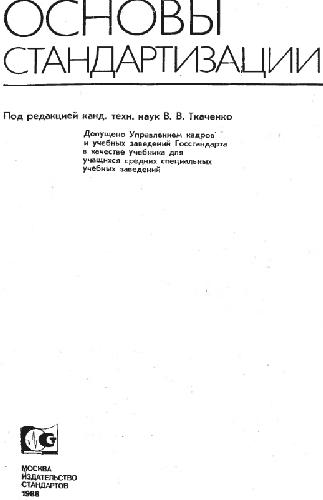 ОСНОВЫ
СТАНДАРТИЗАЦИИ
Под редакцией канд. техн. наук В. В. Ткаченко
Допущено Управлением кадров
и учебных заведений Госстандарта
в качестве учебника для
учащихся средних специальных
учебных заведений
МОСКВА
ИЗДАТЕЛЬСТВО
СТАНДАРТОВ
1986